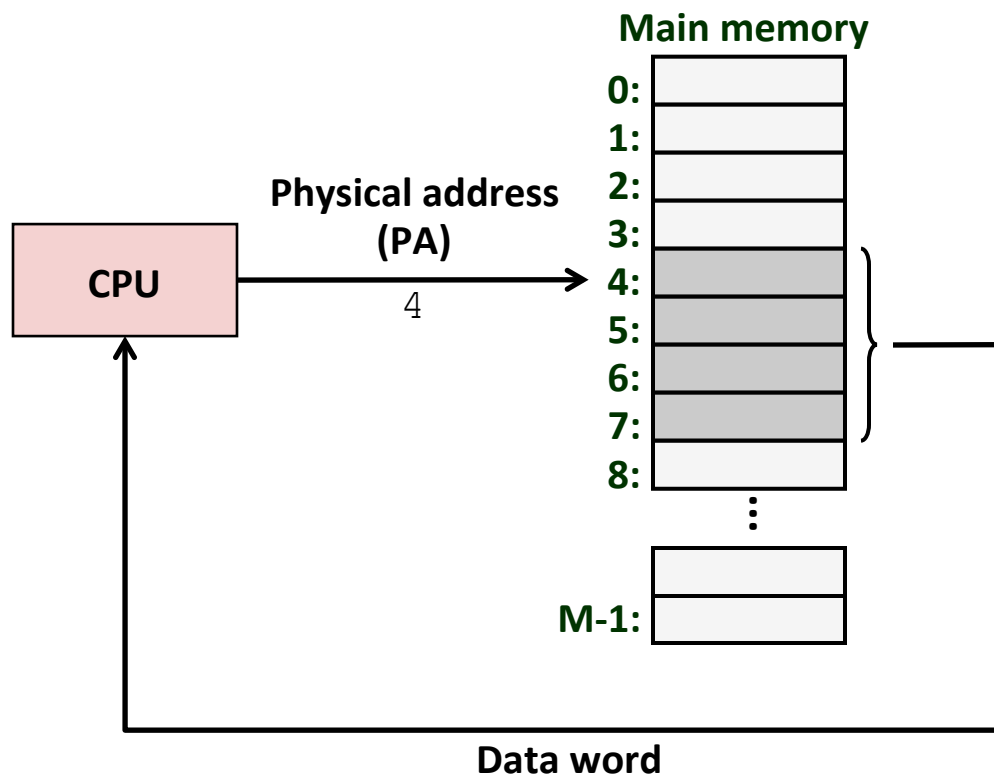 Main memory
0:
1:
2:
Physical address
(PA)
3:
CPU
4
4:
5:
6:
7:
8:
...
M-1:
Data word